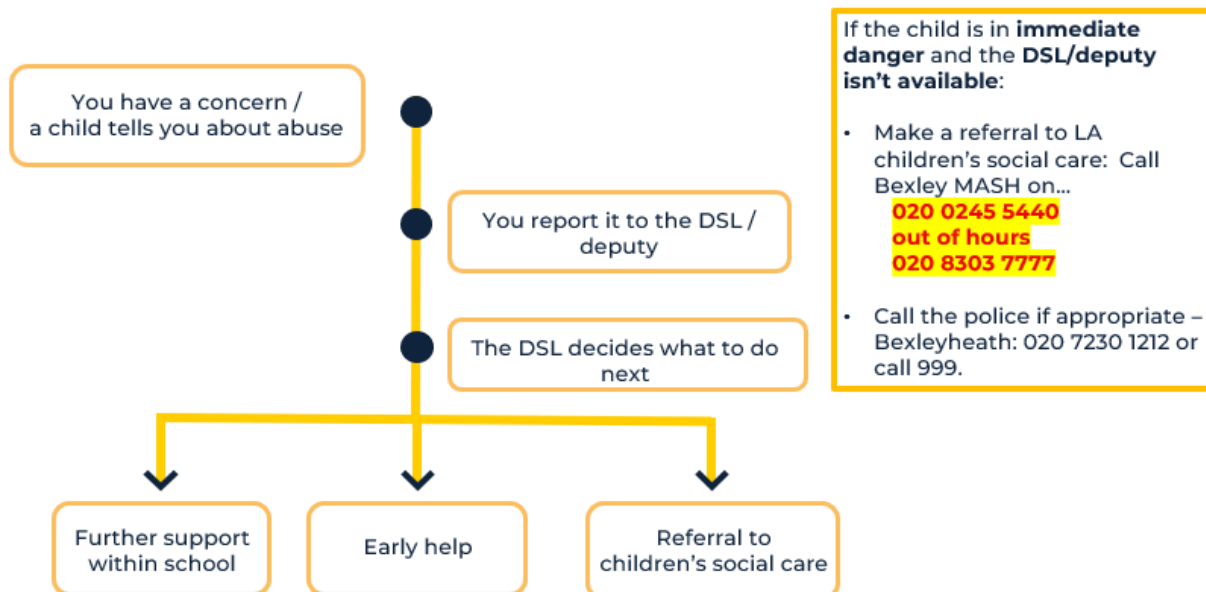 You have a concern /
a child tells you about abuse
You report it to the DSL /
deputy
The DSL decides what to do
next
Further support
within school
Early help
Referral to
children's social care
If the child is in immediate
danger and the DSL/deputy
isn't available:
• Make a referral to LA
children's social care: Call
Bexley MASH on...
020 0245 5440
out of hours
020 8303 7777
• Call the police if appropriate –
Bexleyheath: 020 7230 1212 or
call 999.